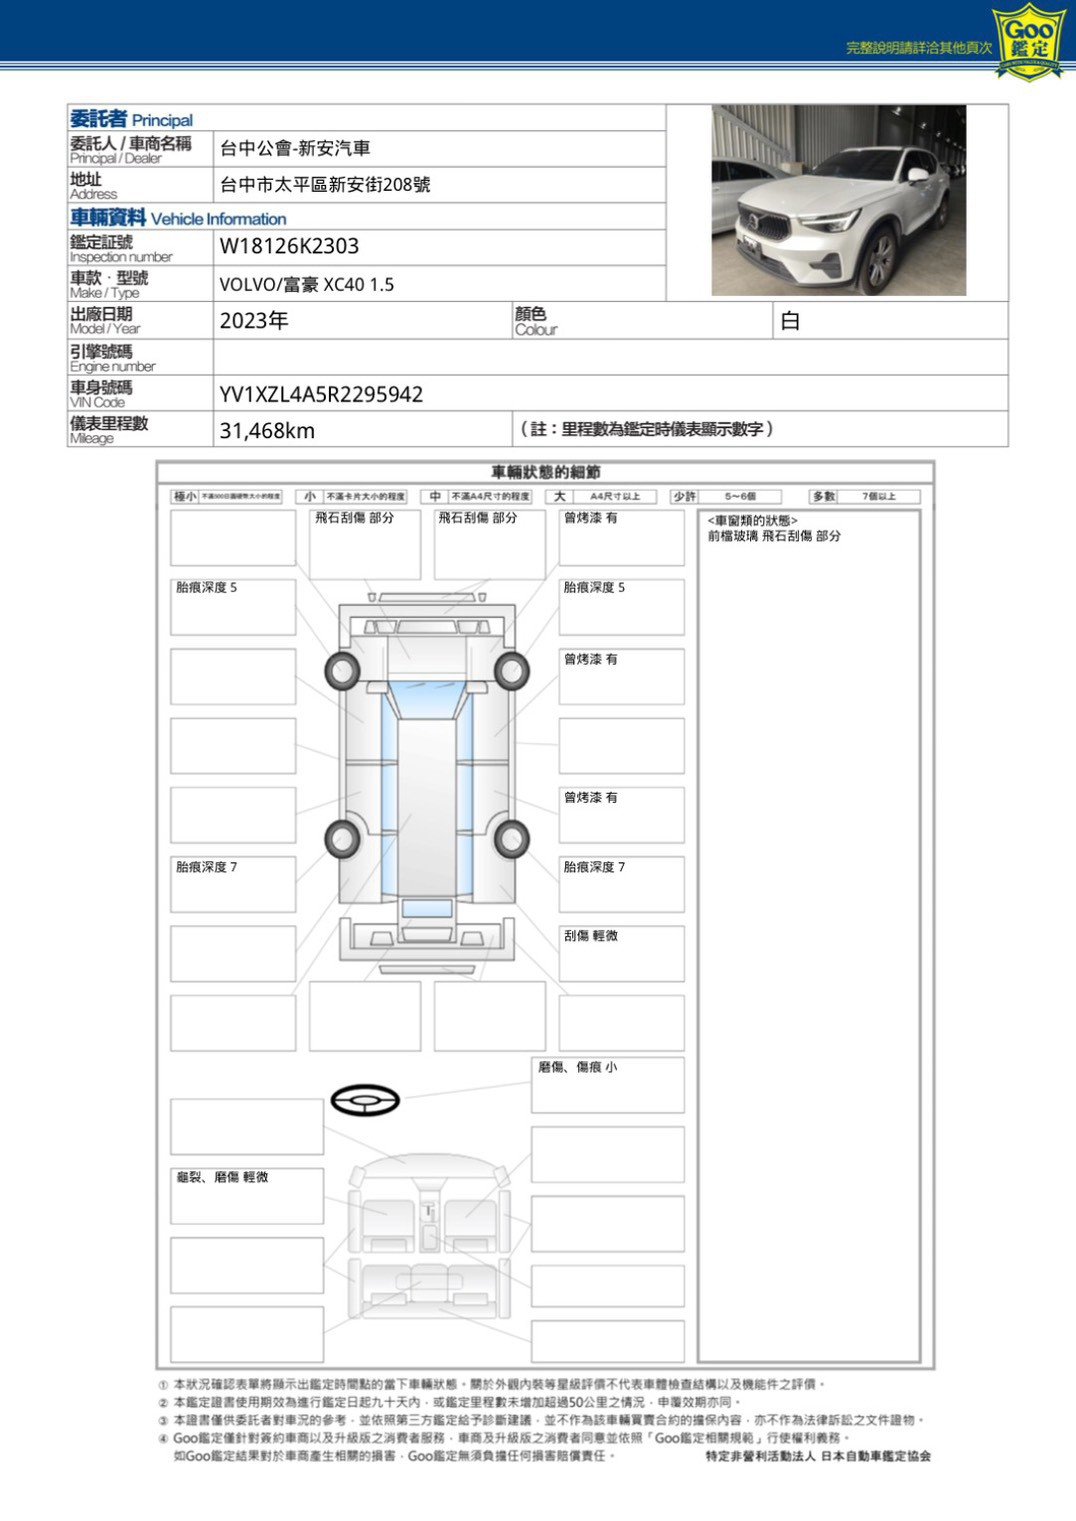 完整說明請詳洽其他頁次
Goo
鑑定
委託者 Principal
委託人 / 車商名稱
Principal / Dealer
台中公會-新安汽車
地址
Address
台中市太平區新安街208號
車輛資料 Vehicle Information
鑑定証號
Inspection number
W18126K2303
車款．型號
Make / Type
VOLVO/富豪 XC40 1.5
出廠日期
Model / Year
2023年
顏色
Colour
白
引擎號碼
Engine number
車身號碼
VIN Code
YV1XZL4A5R2295942
儀表里程數
Mileage
31,468km
（註：里程數為鑑定時儀表顯示數字）
車輛狀態的細節
極小 不滿500日圓硬幣大小的程度 小 不滿卡片大小的程度 中 不滿A4尺寸的程度 大 A4尺寸以上 少許 5～6個 多數 7個以上
飛石刮傷 部分 飛石刮傷 部分 曾烤漆 有
<車窗類的狀態>
前檔玻璃 飛石刮傷 部分
胎痕深度 5 胎痕深度 5
曾烤漆 有
曾烤漆 有
胎痕深度 7 胎痕深度 7
刮傷 輕微
磨傷、傷痕 小
龜裂、磨傷 輕微
① 本狀況確認表單將顯示出鑑定時間點的當下車輛狀態。關於外觀內裝等星級評價不代表車體檢查結構以及機能件之評價。
② 本鑑定證書使用期效為進行鑑定日起九十天內，或鑑定里程數未增加超過50公里之情況，申覆效期亦同。
③ 本證書僅供委託者對車況的參考，並依照第三方鑑定給予診斷建議，並不作為該車輛買賣合約的擔保內容，亦不作為法律訴訟之文件證物。
④ Goo鑑定僅針對簽約車商以及升級版之消費者服務，車商及升級版之消費者同意並依照「Goo鑑定相關規範」行使權利義務。
如Goo鑑定結果對於車商產生相關的損害，Goo鑑定無須負擔任何損害賠償責任。
特定非營利活動法人 日本自動車鑑定協会